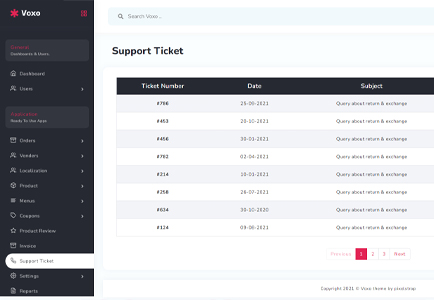 Voxo
Search Voxo ..
General
Dashboards & Users.
Dashboard
Users
Application
Ready To Use Apps
Orders
Vendors
Localization
Product
Menus
Coupons
Product Review
Invoice
Support Ticket
Settings
Reports
Support Ticket
Ticket Number Date Subject
#786 25-09-2021 Query about return & exchange
#453 20-10-2021 Query about return & exchange
#456 30-01-2021 Query about return & exchange
#782 02-04-2021 Query about return & exchange
#214 10-01-2021 Query about return & exchange
#258 26-07-2021 Query about return & exchange
#634 30-10-2020 Query about return & exchange
#124 09-08-2021 Query about return & exchange
Previous 1 2 3 Next
Copyright 2021 © Voxo theme by pixelstrap